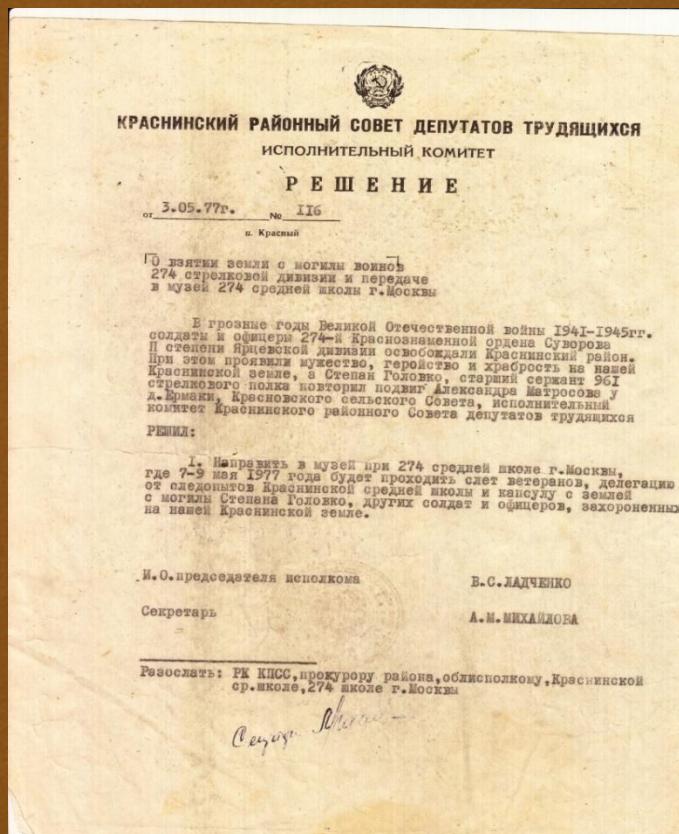 КРАСНИНСКИЙ РАЙОННЫЙ СОВЕТ ДЕПУТАТОВ ТРУДЯЩИХСЯ
ИСПОЛНИТЕЛЬНЫЙ КОМИТЕТ
РЕШЕНИЕ
от 3.05.77г. № II6
п. Красный
О взятии земли с могилы воинов
274 стрелковой дивизии и передаче
в музей 274 средней школы г.Москвы
В грозные годы Великой Отечественной войны 1941-1945гг.
солдаты и офицеры 274-й Краснознаменной ордена Суворова
П степени Ярцевской дивизии освобождали Краснинский район.
При этом проявили мужество, геройство и храбрость на нашей
Краснинской земле, а Степан Головко, старший сержант 961
стрелкового полка повторил подвиг Александра Матросова у
д.Ермаки, Красновского сельского Совета, исполнительный
комитет Краснинского районного Совета депутатов трудящихся
РЕШИЛ:
I. Направить в музей при 274 средней школе г.Москвы,
где 7-9 мая 1977 года будет проходить слет ветеранов, делегацию
от следопытов Краснинской средней школы и капсулу с землей
с могилы Степана Головко, других солдат и офицеров, захороненных
на нашей Краснинской земле.
И.О.председателя исполкома В.С.ЛАДЧЕНКО
Секретарь А.М.МИХАЙЛОВА
Разослать: РК КПСС,прокурору района,облисполкому,Краснинской
ср.школе,274 школе г.Москвы